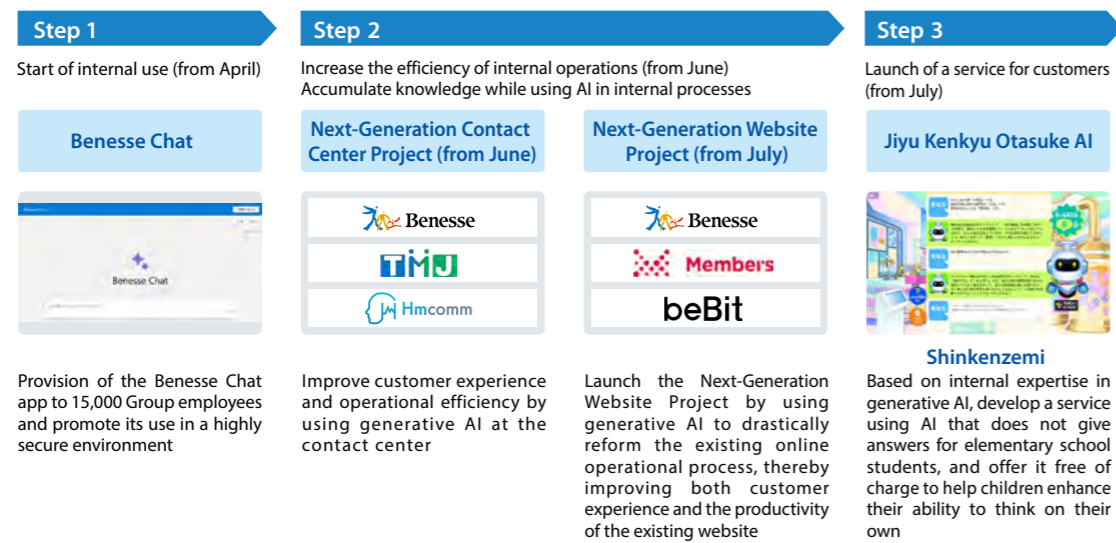 Step 1
Start of internal use (from April)
Benesse Chat
Benesse Chat
Provision of the Benesse Chat
app to 15,000 Group employees
and promote its use in a highly
secure environment
Step 2
Increase the efficiency of internal operations (from June)
Accumulate knowledge while using AI in internal processes
Next-Generation Contact
Center Project (from June)
Benesse
TMJ
Hmcomm
Improve customer experience
and operational efficiency by
using generative AI at the
contact center
Next-Generation Website
Project (from July)
Benesse
Members
beBit
Launch the Next-Generation
Website Project by using
generative AI to drastically
reform the existing online
operational process, thereby
improving both customer
experience and the productivity
of the existing website
Step 3
Launch of a service for customers
(from July)
Jiyu Kenkyu Otasuke AI
Shinkenzemi
Based on internal expertise in
generative AI, develop a service
using AI that does not give
answers for elementary school
students, and offer it free of
charge to help children enhance
their ability to think on their
own